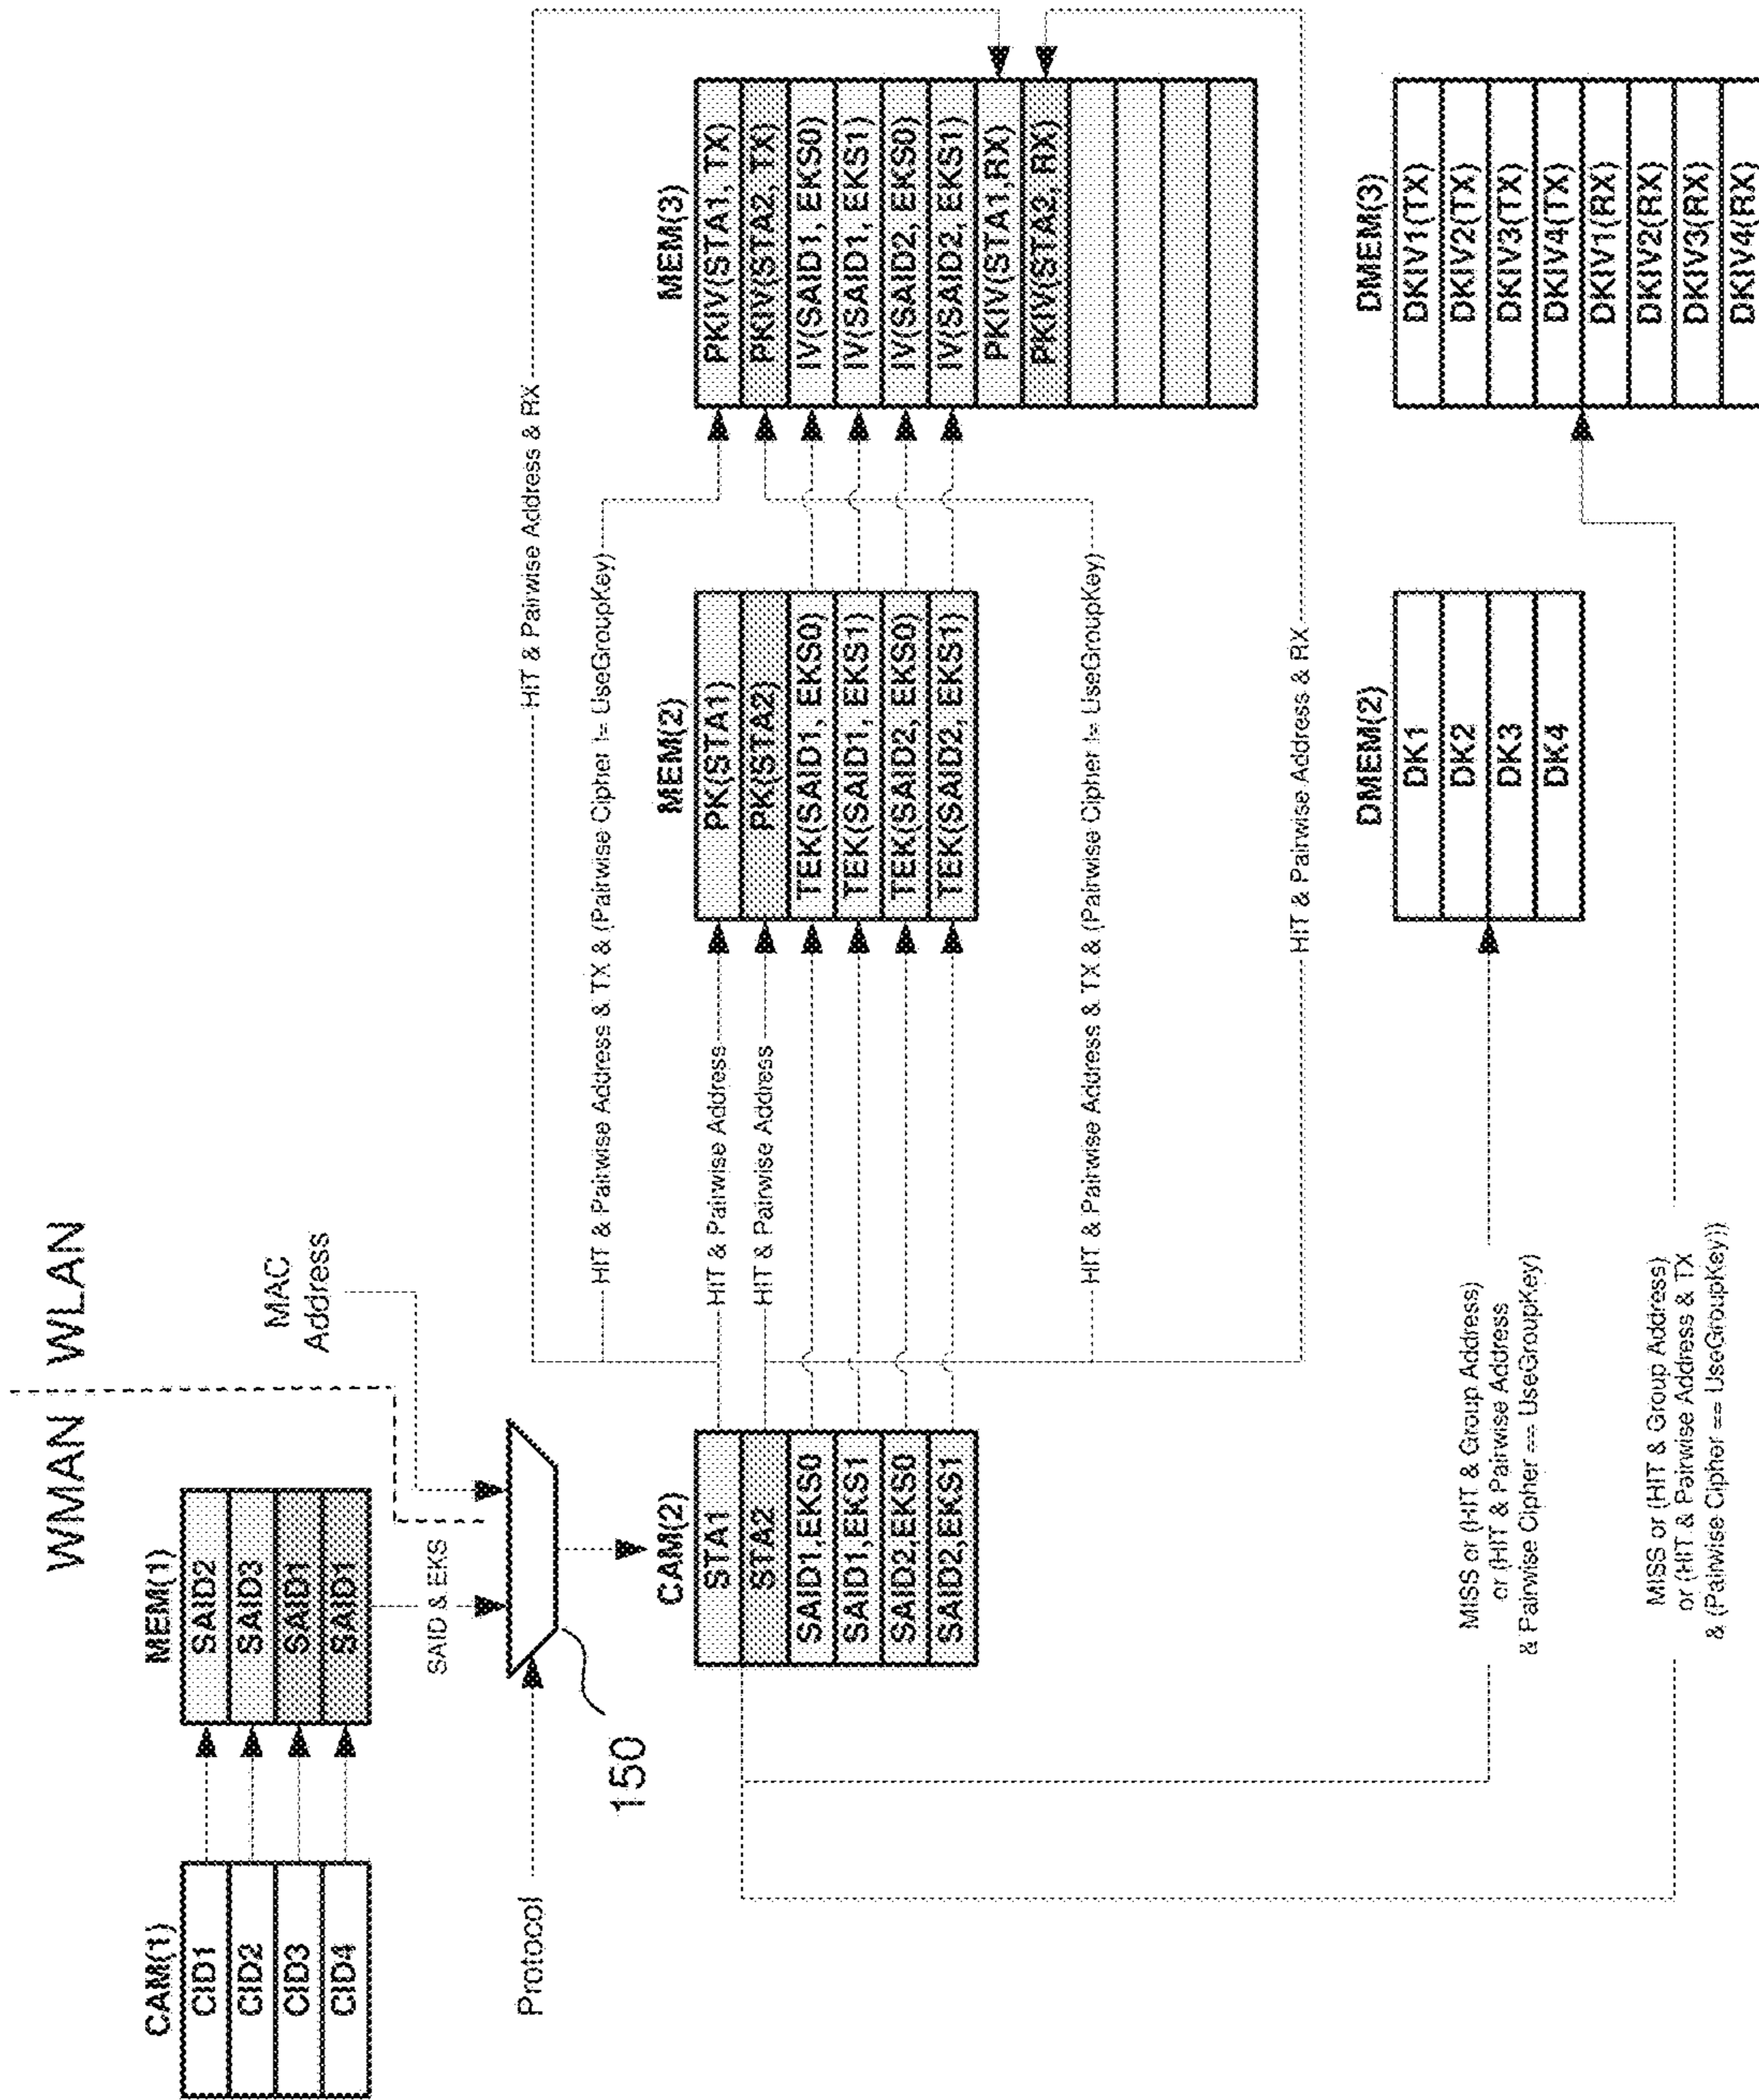 WMAN
WLAN
CAM(1)
CID1
CID2
CID3
CID4
MEM(1)
SAID2
SAID3
SAID1
SAID1
SAID & EKS
MAC
Address
Protocol
150
CAM(2)
STA1
STA2
SAID1,EKS0
SAID1,EKS1
SAID2,EKS0
SAID2,EKS1
HIT & Pairwise Address & RX
HIT & Pairwise Address & TX & (Pairwise Cipher != UseGroupKey)
HIT & Pairwise Address
HIT & Pairwise Address
HIT & Pairwise Address & TX & (Pairwise Cipher != UseGroupKey)
HIT & Pairwise Address & RX
MEM(2)
PK(STA1)
PK(STA2)
TEK(SAID1, EKS0)
TEK(SAID1, EKS1)
TEK(SAID2, EKS0)
TEK(SAID2, EKS1)
MEM(3)
PKIV(STA1, TX)
PKIV(STA2, TX)
IV(SAID1, EKS0)
IV(SAID1, EKS1)
IV(SAID2, EKS0)
IV(SAID2, EKS1)
PKIV(STA1,RX)
PKIV(STA2, RX)
MISS or (HIT & Group Address)
or (HIT & Pairwise Address
& Pairwise Cipher == UseGroupKey)
DMEM(2)
DK1
DK2
DK3
DK4
MISS or (HIT & Group Address)
or (HIT & Pairwise Address & TX
& (Pairwise Cipher == UseGroupKey))
DMEM(3)
DKIV1(TX)
DKIV2(TX)
DKIV3(TX)
DKIV4(TX)
DKIV1(RX)
DKIV2(RX)
DKIV3(RX)
DKIV4(RX)